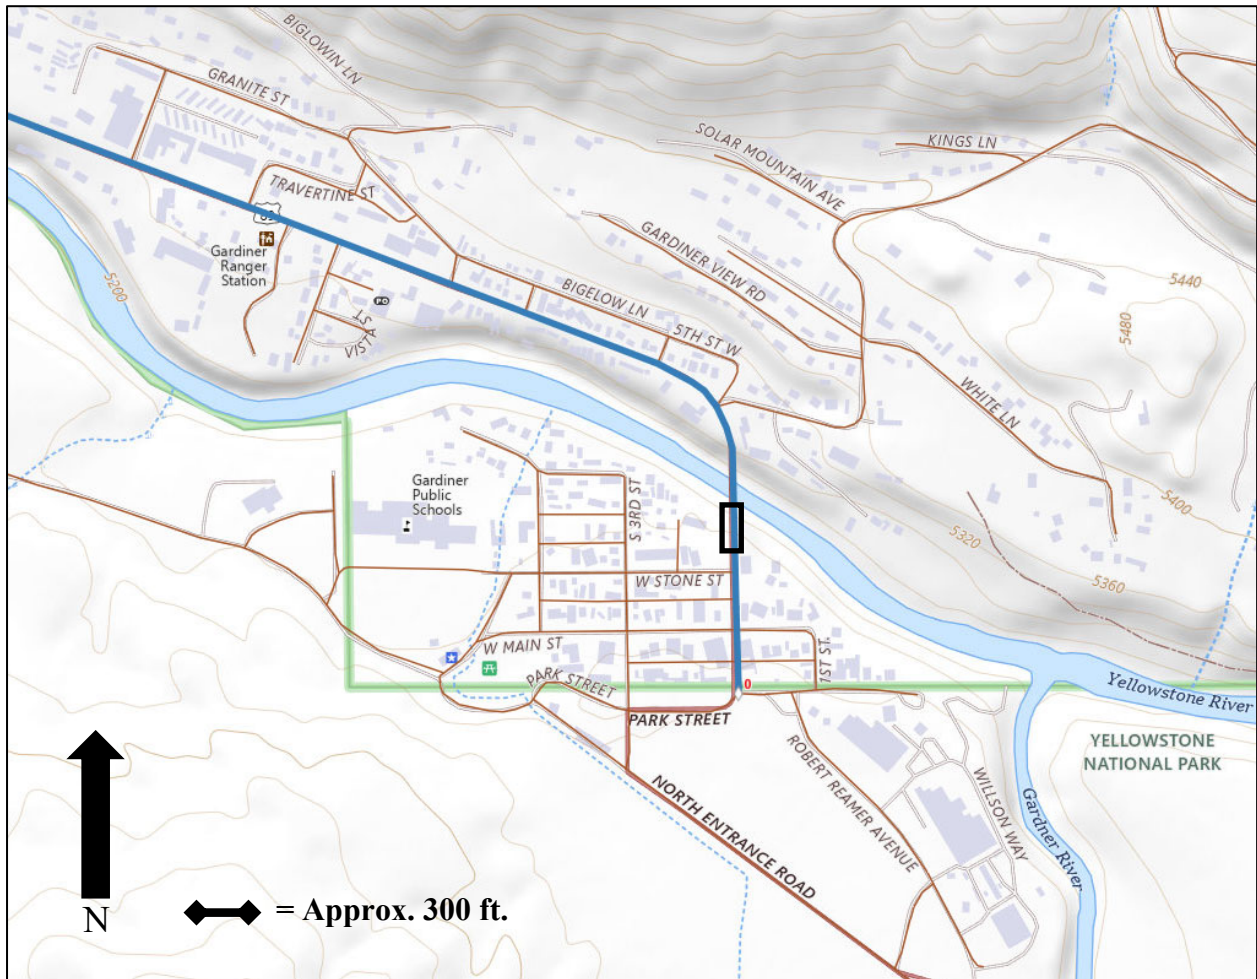 BIGLOWIN LN
GRANITE ST
SOLAR MOUNTAIN AVE
KINGS LN
TRAVERTINE ST
Gardiner
Ranger
Station
5200
PO
VISTA ST
BIGELOW LN
5TH ST W
GARDINER VIEW RD
5440
5480
WHITE LN
5400
5320
5360
Gardiner
Public
Schools
S 3RD ST
W STONE ST
W MAIN ST
1ST ST.
PARK STREET
0
PARK STREET
Yellowstone River
YELLOWSTONE
NATIONAL PARK
ROBERT REAMER AVENUE
WILLSON WAY
Gardner River
NORTH ENTRANCE ROAD
N
= Approx. 300 ft.